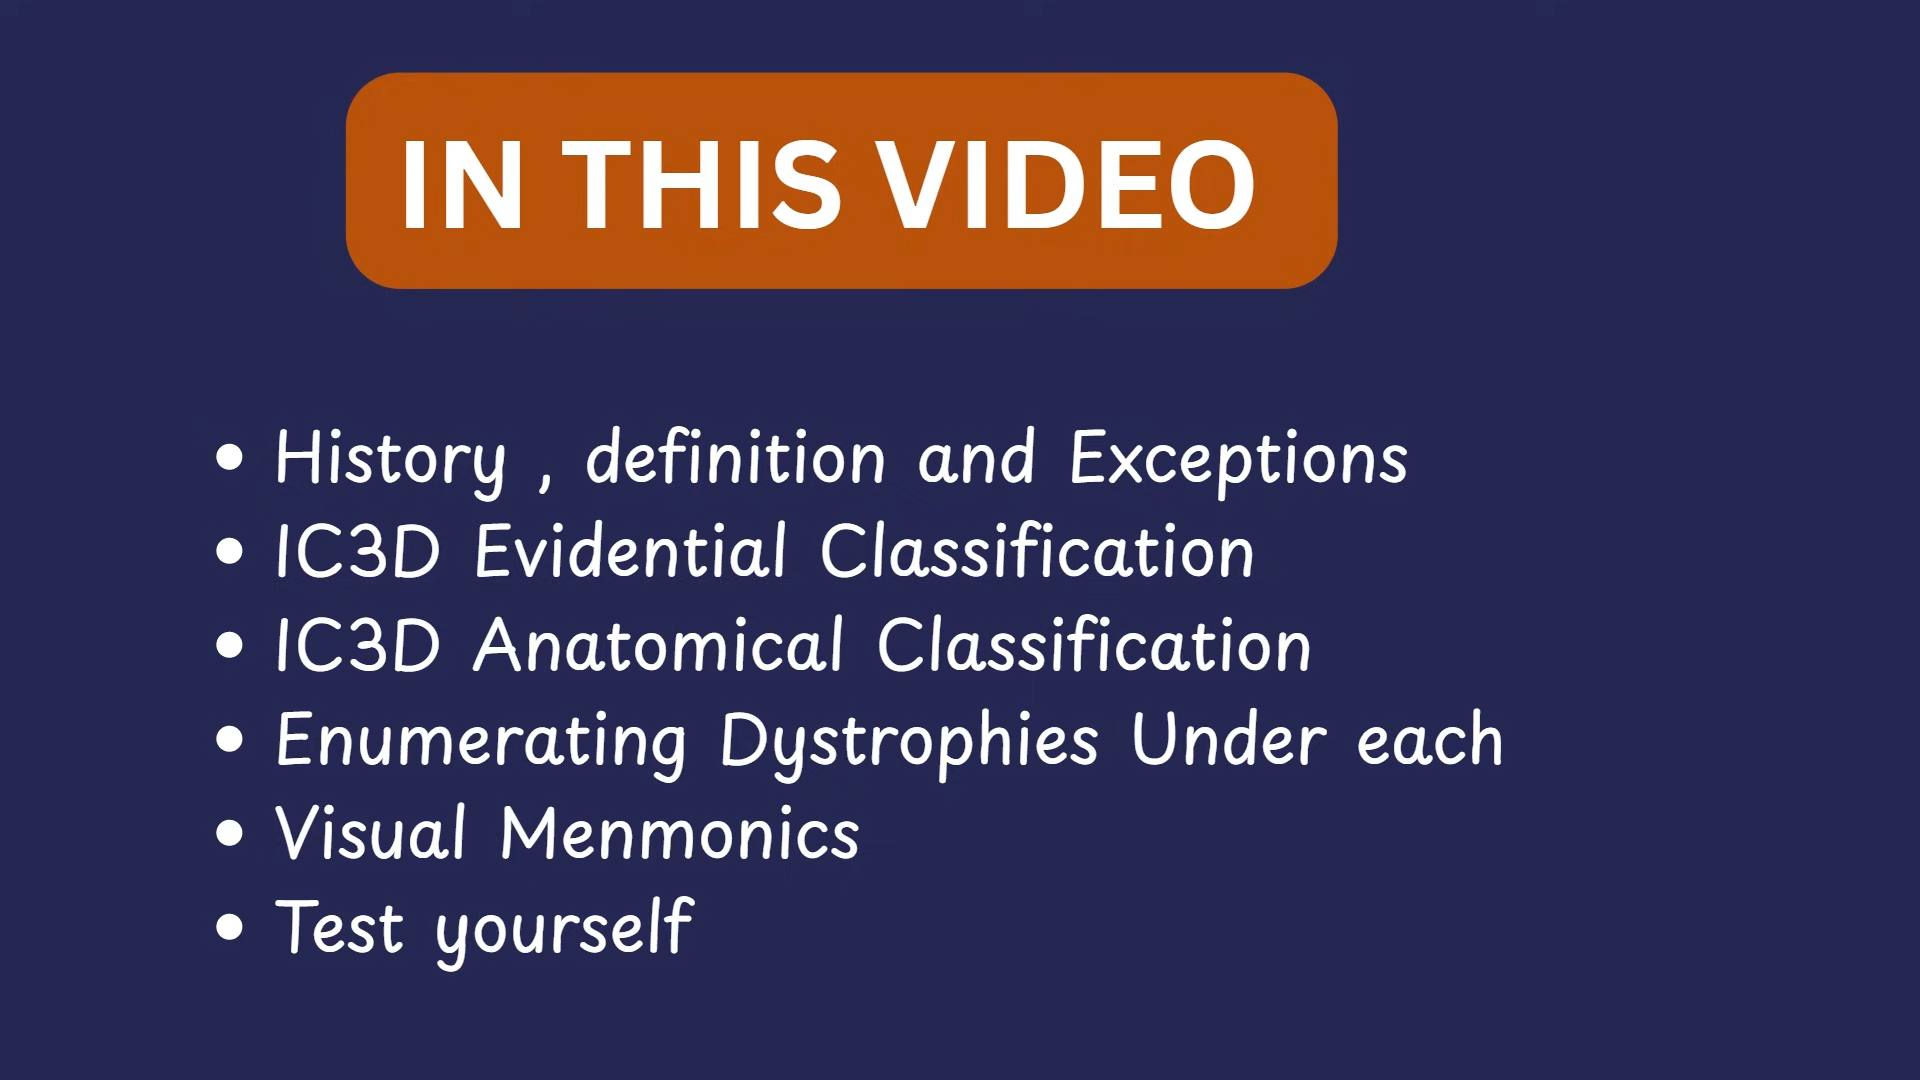 IN THIS VIDEO
• History , definition and Exceptions
• IC3D Evidential Classification
• IC3D Anatomical Classification
• Enumerating Dystrophies Under each
• Visual Menmonics
• Test yourself